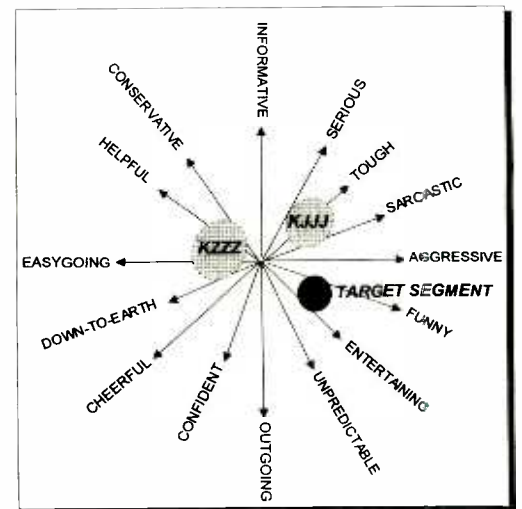 INFORMATIVE
CONSERVATIVE
SERIOUS
HELPFUL
TOUGH
SARCASTIC
KJJJ
KZZZ
EASYGOING
AGGRESSIVE
TARGET SEGMENT
DOWN-TO-EARTH
FUNNY
CHEERFUL
ENTERTAINING
CONFIDENT
UNPREDICTABLE
OUTGOING